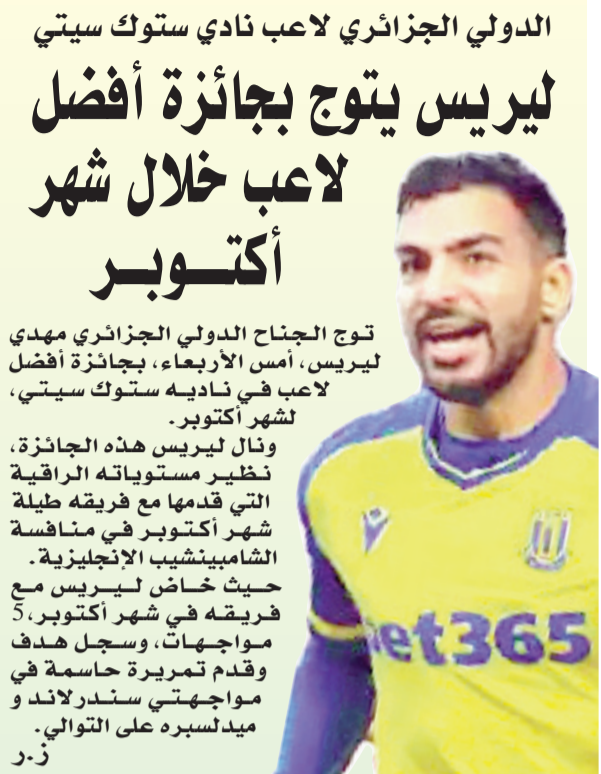 الدولي الجزائري لاعب نادي ستوك سيتي
ليريس يتوج بجائزة أفضل
لاعب خلال شهر
أكتوبر
توج الجناح الدولي الجزائري مهدي
ليريس، أمس الأربعاء، بجائزة أفضل
لاعب في ناديه ستوك سيتي،
لشهر أكتوبر.
ونال ليريس هذه الجائزة،
نظير مستوياته الراقية
التي قدمها مع فريقه طيلة
شهر أكتوبر في منافسة
الشامبينشيب الإنجليزية.
حيث خاض ليريس مع
فريقه في شهر أكتوبر،5
مواجهات، وسجل هدف
وقدم تمريرة حاسمة في
مواجهتي سندرلاند و
ميدلسبره على التوالي.
ز.ر
bet365